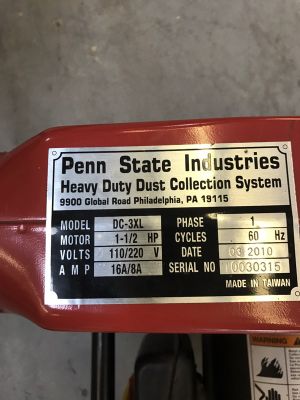 Penn State Industries
Heavy Duty Dust Collection System
9900 Global Road Philadelphia, PA 19115
MODEL DC-3XL PHASE 1
MOTOR 1-1/2 HP CYCLES 60 Hz
VOLTS 110/220 V DATE 03 2010
A M P 16A/8A SERIAL NO 10030315
MADE IN TAIWAN
WARNING